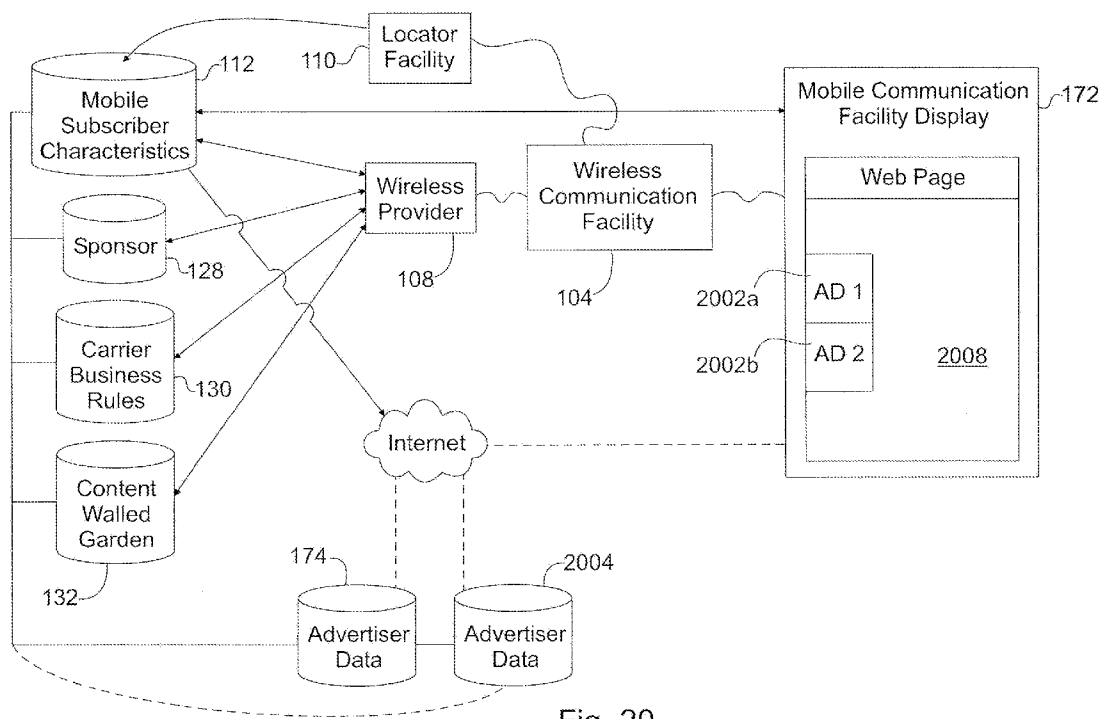 Locator
Facility
110
112
Mobile
Subscriber
Characteristics
Mobile Communication
Facility Display
172
Wireless
Provider
108
Wireless
Communication
Facility
104
Web Page
Sponsor
128
2002a
AD 1
2002b
AD 2
2008
Carrier
Business
Rules
130
Internet
Content
Walled
Garden
132
174
Advertiser
Data
2004
Advertiser
Data
Fig. 20